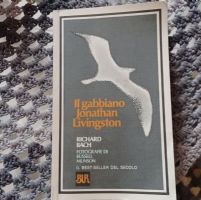 Il gabbiano
Jonathan
Livingston
RICHARD
BACH
FOTOGRAFIE DI
RUSSELL
MUNSON
IL BEST SELLER DEL SECOLO
BUR